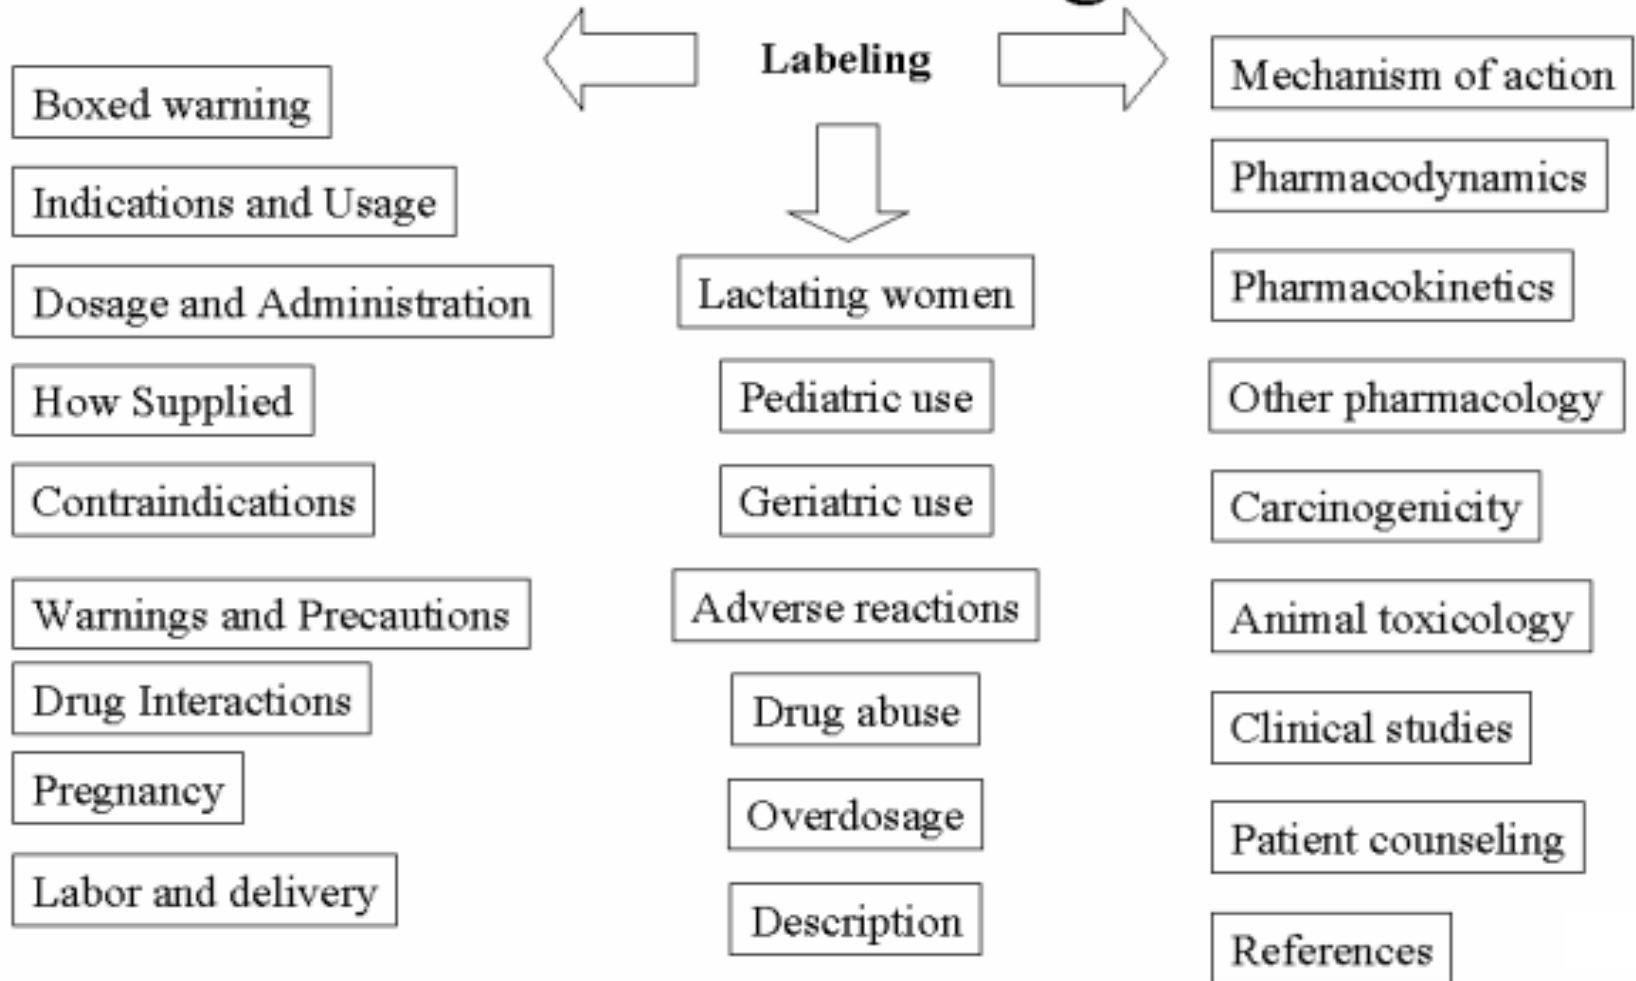 Labeling
Boxed warning
Indications and Usage
Dosage and Administration
How Supplied
Contraindications
Warnings and Precautions
Drug Interactions
Pregnancy
Labor and delivery
Lactating women
Pediatric use
Geriatric use
Adverse reactions
Drug abuse
Overdosage
Description
Mechanism of action
Pharmacodynamics
Pharmacokinetics
Other pharmacology
Carcinogenicity
Animal toxicology
Clinical studies
Patient counseling
References